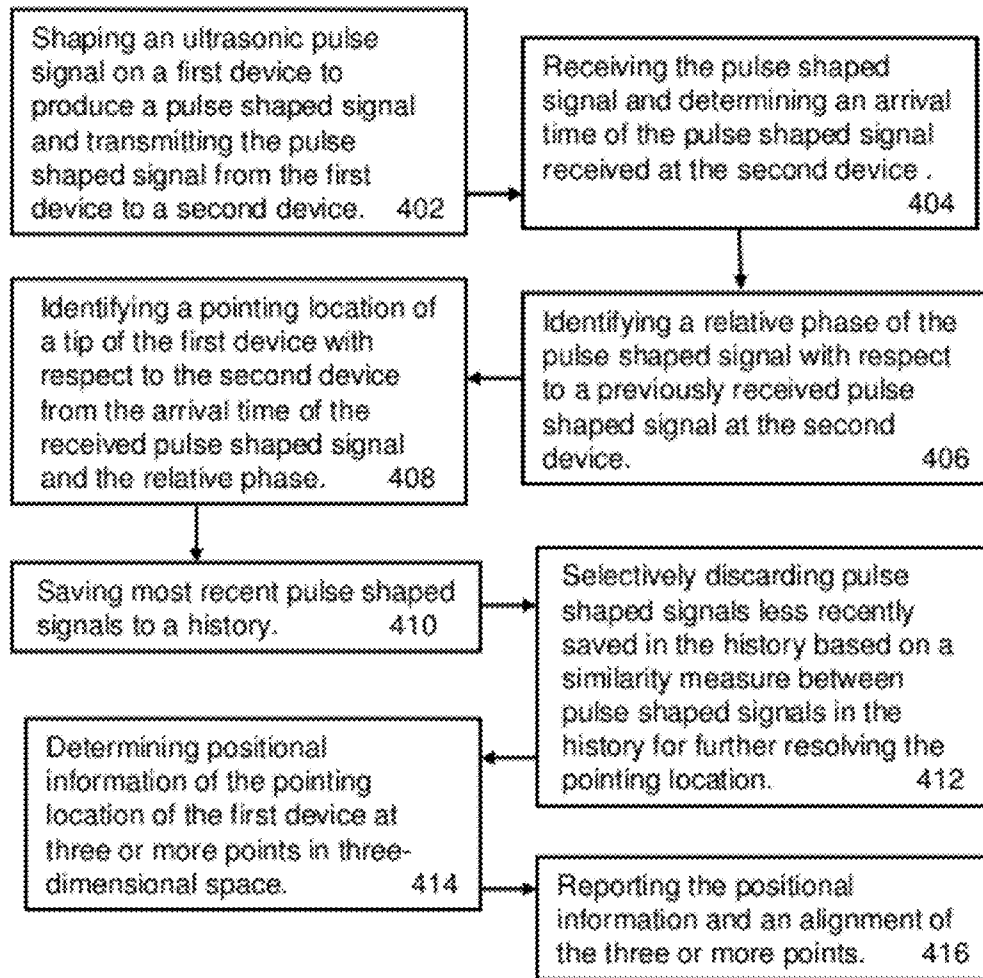 Shaping an ultrasonic pulse
signal on a first device to
produce a pulse shaped signal
and transmitting the pulse
shaped signal from the first
device to a second device. 402
Receiving the pulse shaped
signal and determining an arrival
time of the pulse shaped signal
received at the second device .
404
Identifying a relative phase of the
pulse shaped signal with respect
to a previously received pulse
shaped signal at the second
device. 406
Identifying a pointing location of
a tip of the first device with
respect to the second device
from the arrival time of the
received pulse shaped signal
and the relative phase. 408
Saving most recent pulse shaped
signals to a history. 410
Selectively discarding pulse
shaped signals less recently
saved in the history based on a
similarity measure between
pulse shaped signals in the
history for further resolving the
pointing location. 412
Determining positional
information of the pointing
location of the first device at
three or more points in three-
dimensional space. 414
Reporting the positional
information and an alignment of
the three or more points. 416